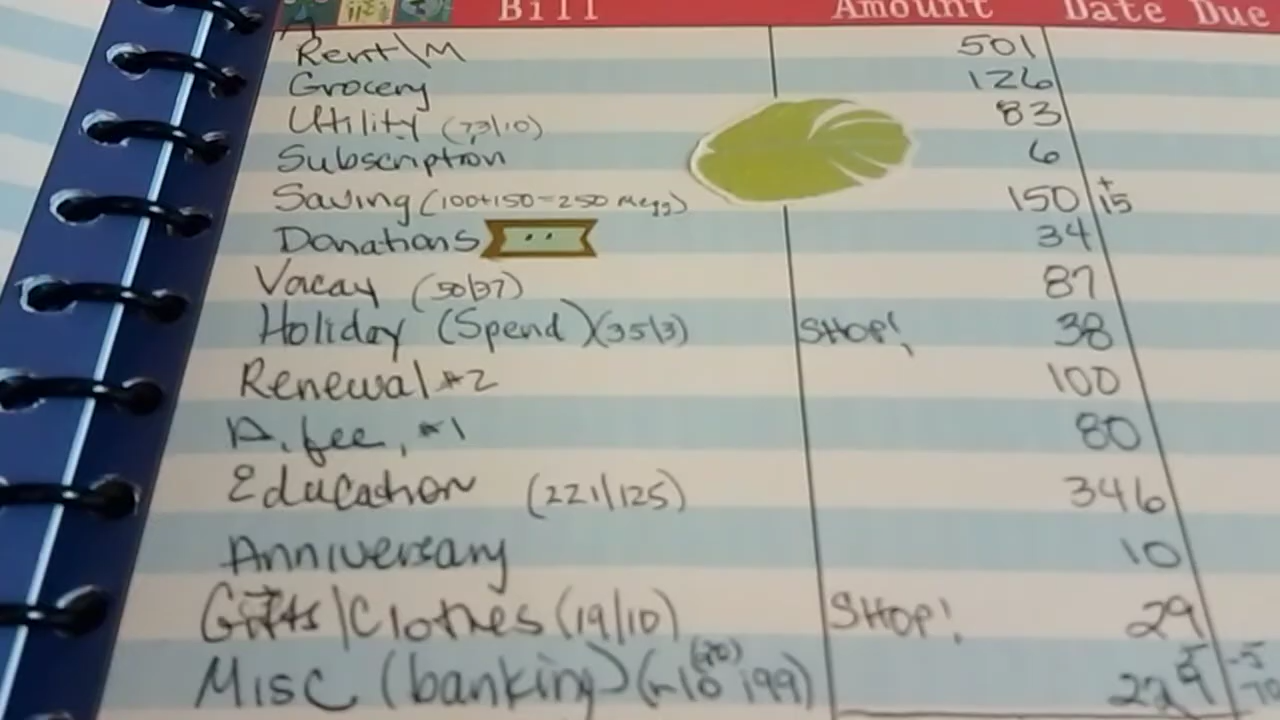 Bill Amount Date Due
Rent\M 501
Grocery 126
Utility (73/10) 83
Subscription 6
Saving (100+150=250 Megg) 150 +15
Donations 34
Vacay (50/37) 87
Holiday (Spend) (35/3) SHOP! 38
Renewal #2 100
A. fee, #1 80
Education (221/125) 346
Anniversary 10
Gifts/Clothes (19/10) SHOP! 29
Misc (banking) -5